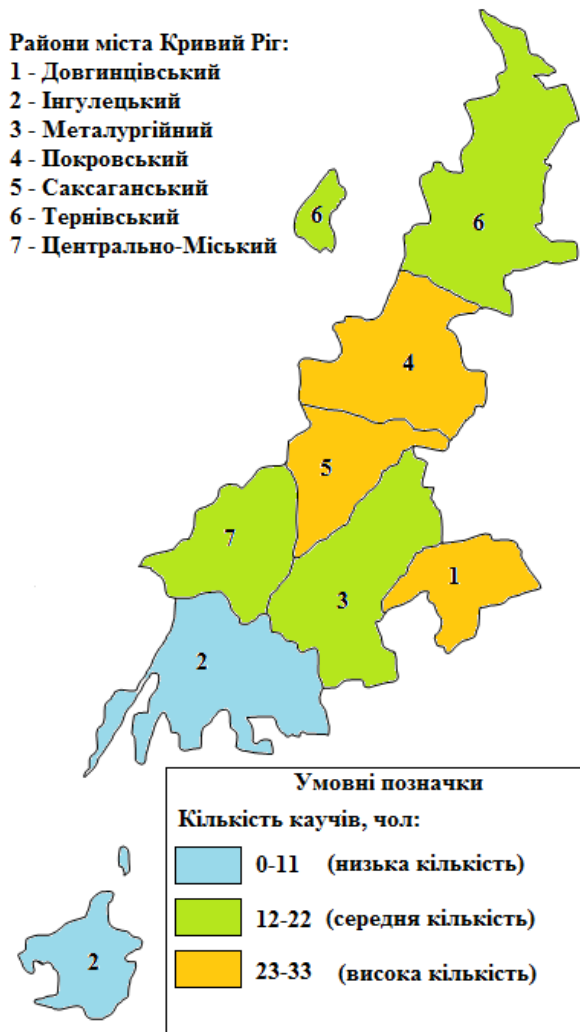 Райони міста Кривий Ріг:
1 - Довгинцівський
2 - Інгулецький
3 - Металургійний
4 - Покровський
5 - Саксаганський
6 - Тернівський
7 - Центрально-Міський
6
6
4
5
7
1
3
2
Умовні позначки
Кількість каучів, чол:
0-11 (низька кількість)
12-22 (середня кількість)
23-33 (висока кількість)
2